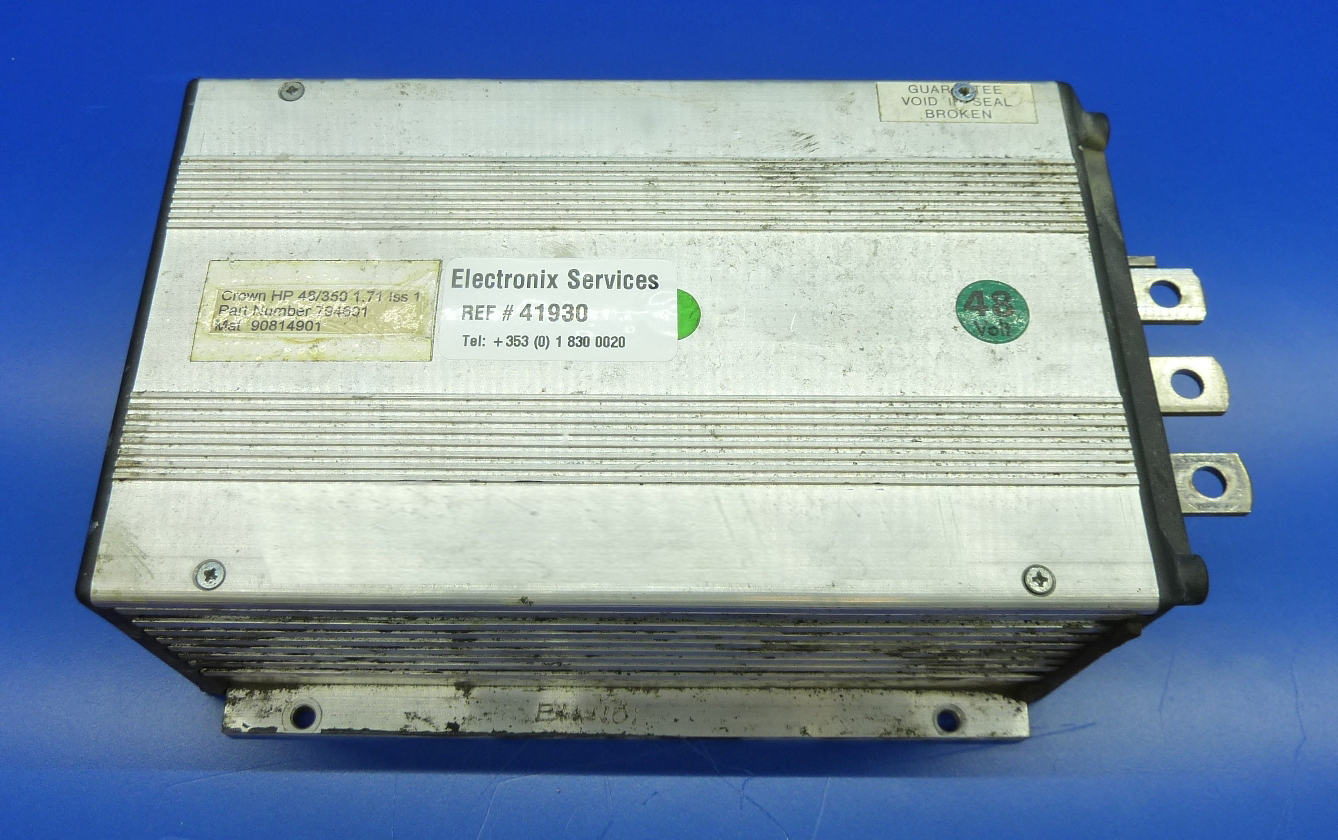 GUARANTEE
VOID IF SEAL
BROKEN
Crown HP 48/350 1,71 Iss 1
Part Number 794601
Mat 90814901
Electronix Services
REF # 41930
Tel: +353 (0) 1 830 0020
48
Volt